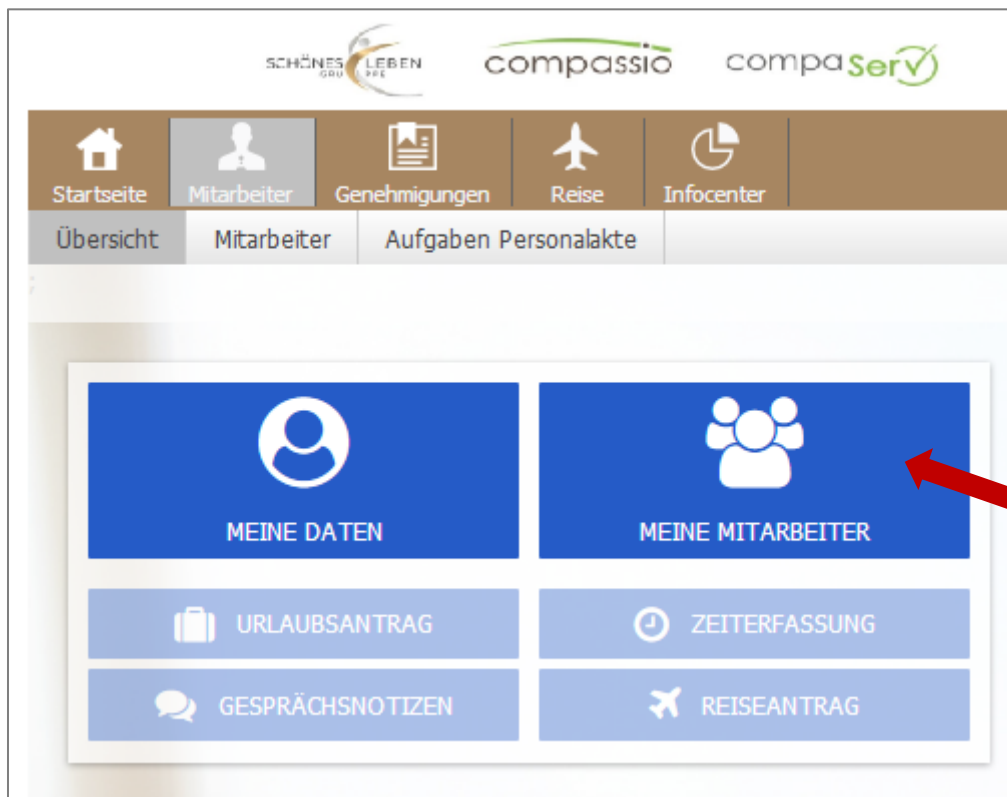 SCHÖNES LEBEN
GRUPPE
compassio
compaServ
Startseite Mitarbeiter Genehmigungen Reise Infocenter
Übersicht Mitarbeiter Aufgaben Personalakte
MEINE DATEN MEINE MITARBEITER
URLAUBSANTRAG ZEITERFASSUNG
GESPRÄCHSNOTIZEN REISEANTRAG